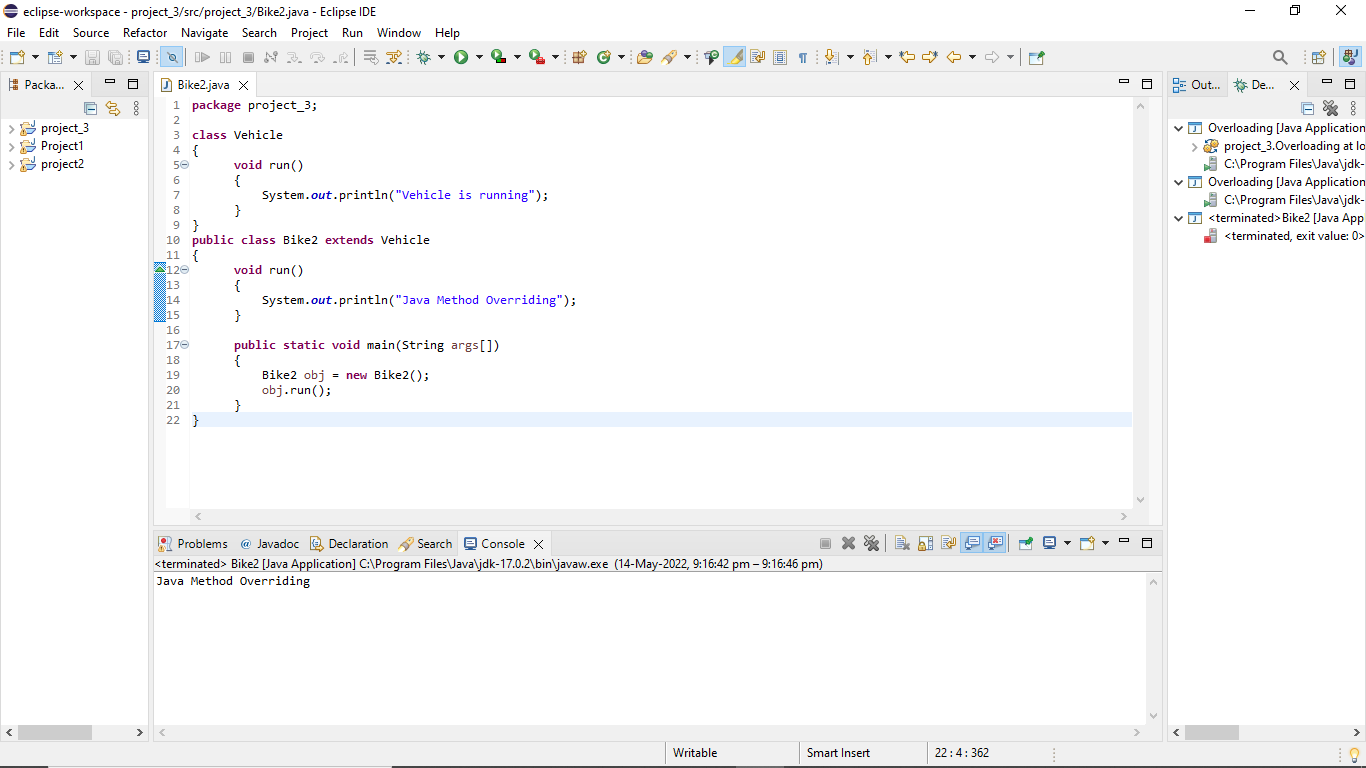 eclipse-workspace - project_3/src/project_3/Bike2.java - Eclipse IDE
File Edit Source Refactor Navigate Search Project Run Window Help
Packa...
project_3
Project1
project2
Bike2.java
1 package project_3;
2
3 class Vehicle
4 {
5 void run()
6 {
7 System.out.println("Vehicle is running");
8 }
9 }
10 public class Bike2 extends Vehicle
11 {
12 void run()
13 {
14 System.out.println("Java Method Overriding");
15 }
16
17 public static void main(String args[])
18 {
19 Bike2 obj = new Bike2();
20 obj.run();
21 }
22 }
Out... De...
Overloading [Java Application
project_3.Overloading at lo
C:\Program Files\Java\jdk-
Overloading [Java Application
C:\Program Files\Java\jdk-
<terminated>Bike2 [Java App
<terminated, exit value: 0>
Problems @ Javadoc Declaration Search Console
<terminated> Bike2 [Java Application] C:\Program Files\Java\jdk-17.0.2\bin\javaw.exe (14-May-2022, 9:16:42 pm – 9:16:46 pm)
Java Method Overriding
Writable Smart Insert 22 : 4 : 362